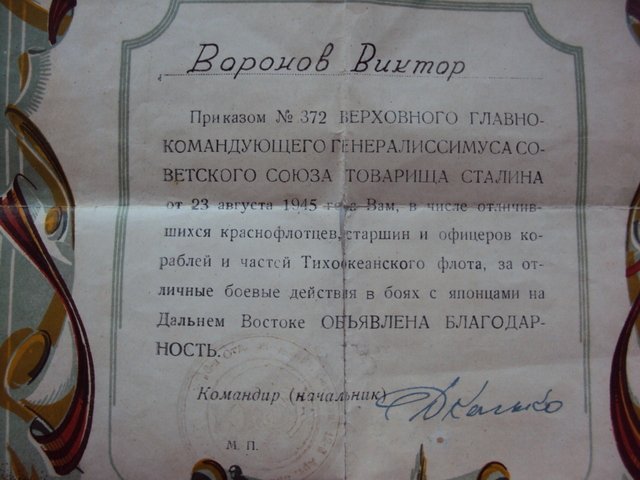 Воронов Виктор
Приказом № 372 ВЕРХОВНОГО ГЛАВНО-
КОМАНДУЮЩЕГО ГЕНЕРАЛИССИМУСА СО-
ВЕТСКОГО СОЮЗА ТОВАРИЩА СТАЛИНА
от 23 августа 1945 года Вам, в числе отличив-
шихся краснофлотцев, старшин и офицеров ко-
раблей и частей Тихоокеанского флота, за от-
личные боевые действия в боях с японцами на
Дальнем Востоке ОБЪЯВЛЕНА БЛАГОДАР-
НОСТЬ.
Командир (начальник)
М. П.